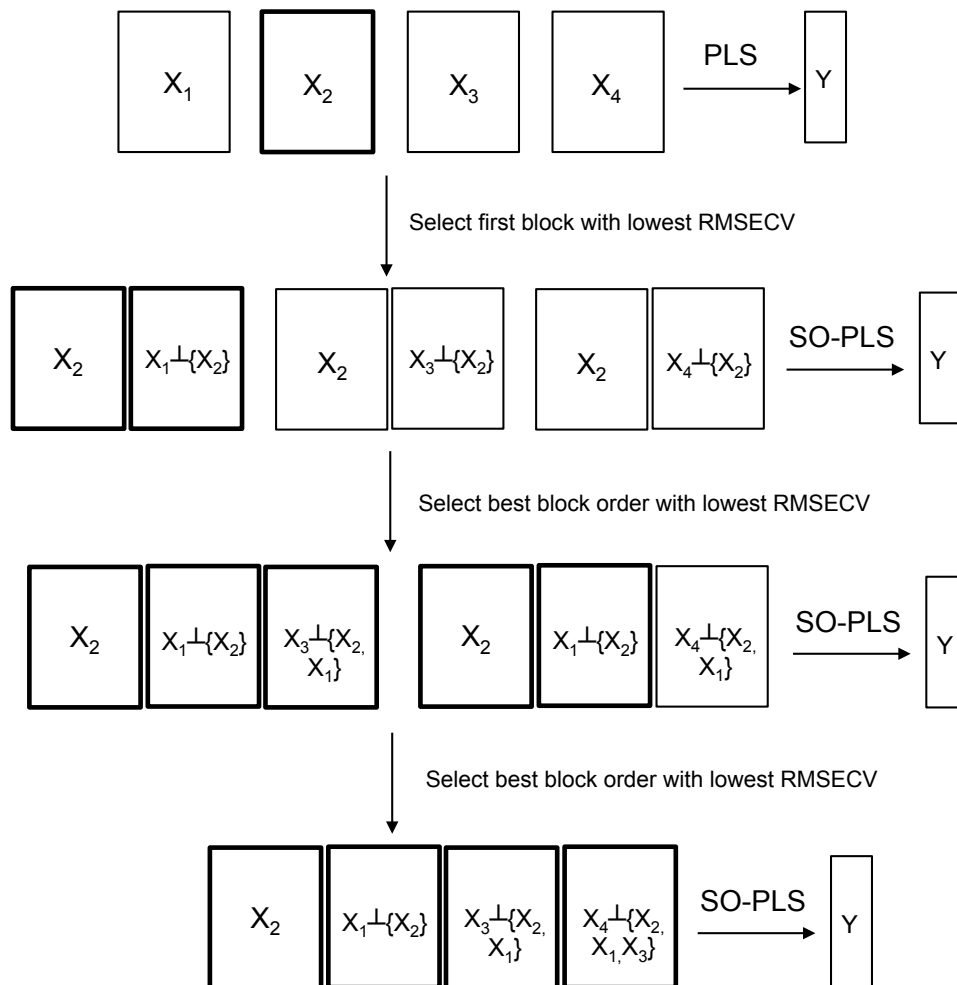 X₁ X₂ X₃ X₄ PLS Y
Select first block with lowest RMSECV
X₂ X₁⊥{X₂} X₂ X₃⊥{X₂} X₂ X₄⊥{X₂} SO-PLS Y
Select best block order with lowest RMSECV
X₂ X₁⊥{X₂} X₃⊥{X₂,
X₁} X₂ X₁⊥{X₂} X₄⊥{X₂,
X₁} SO-PLS Y
Select best block order with lowest RMSECV
X₂ X₁⊥{X₂} X₃⊥{X₂,
X₁} X₄⊥{X₂,
X₁,X₃} SO-PLS Y